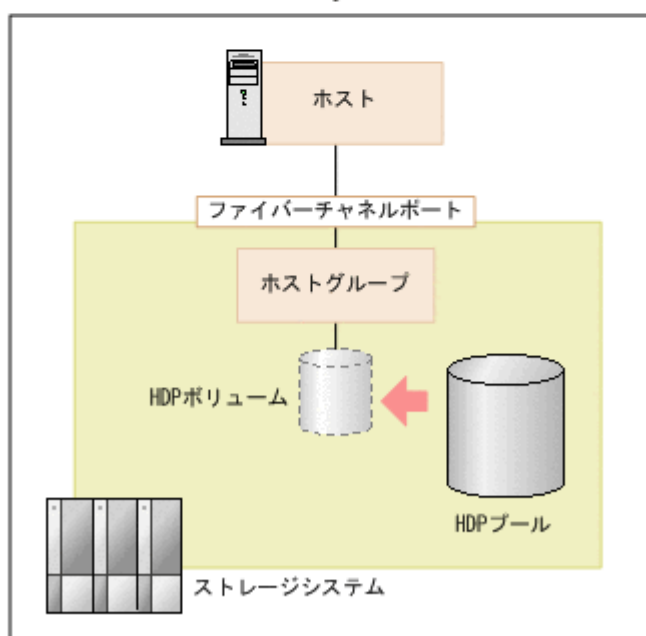 ホスト
ファイバーチャネルポート
ホストグループ
HDPボリューム
HDPプール
ストレージシステム